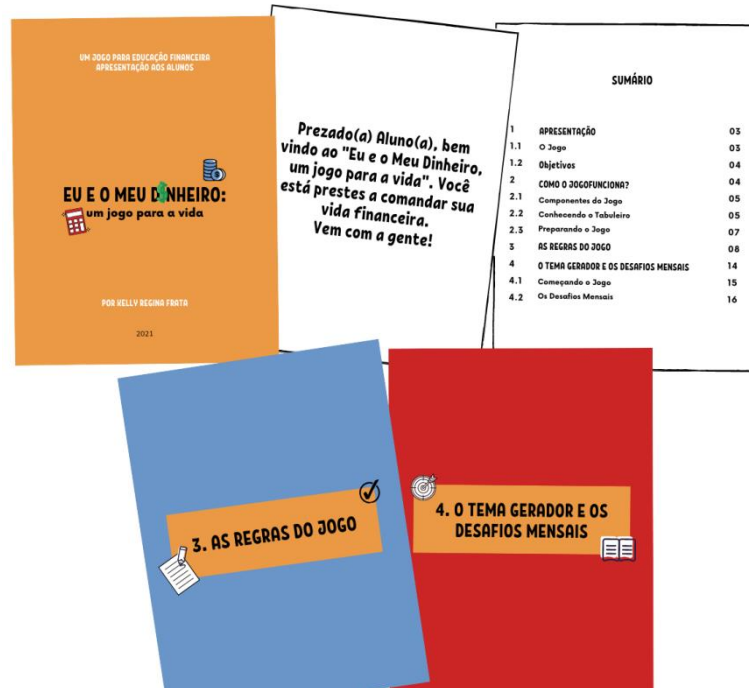 UM JOGO PARA EDUCAÇÃO FINANCEIRA
APRESENTAÇÃO AOS ALUNOS
EU E O MEU D$NHEIRO:
um jogo para a vida
POR KELLY REGINA FRATA
2021
Prezado(a) Aluno(a), bem
vindo ao "Eu e o Meu Dinheiro,
um jogo para a vida". Você
está prestes a comandar sua
vida financeira.
Vem com a gente!
SUMÁRIO
1 APRESENTAÇÃO 03
1.1 O Jogo 03
1.2 Objetivos 04
2 COMO O JOGOFUNCIONA? 04
2.1 Componentes do Jogo 05
2.2 Conhecendo o Tabuleiro 05
2.3 Preparando o Jogo 07
3 AS REGRAS DO JOGO 08
4 O TEMA GERADOR E OS DESAFIOS MENSAIS 14
4.1 Começando o Jogo 15
4.2 Os Desafios Mensais 16
3. AS REGRAS DO JOGO
4. O TEMA GERADOR E OS
DESAFIOS MENSAIS